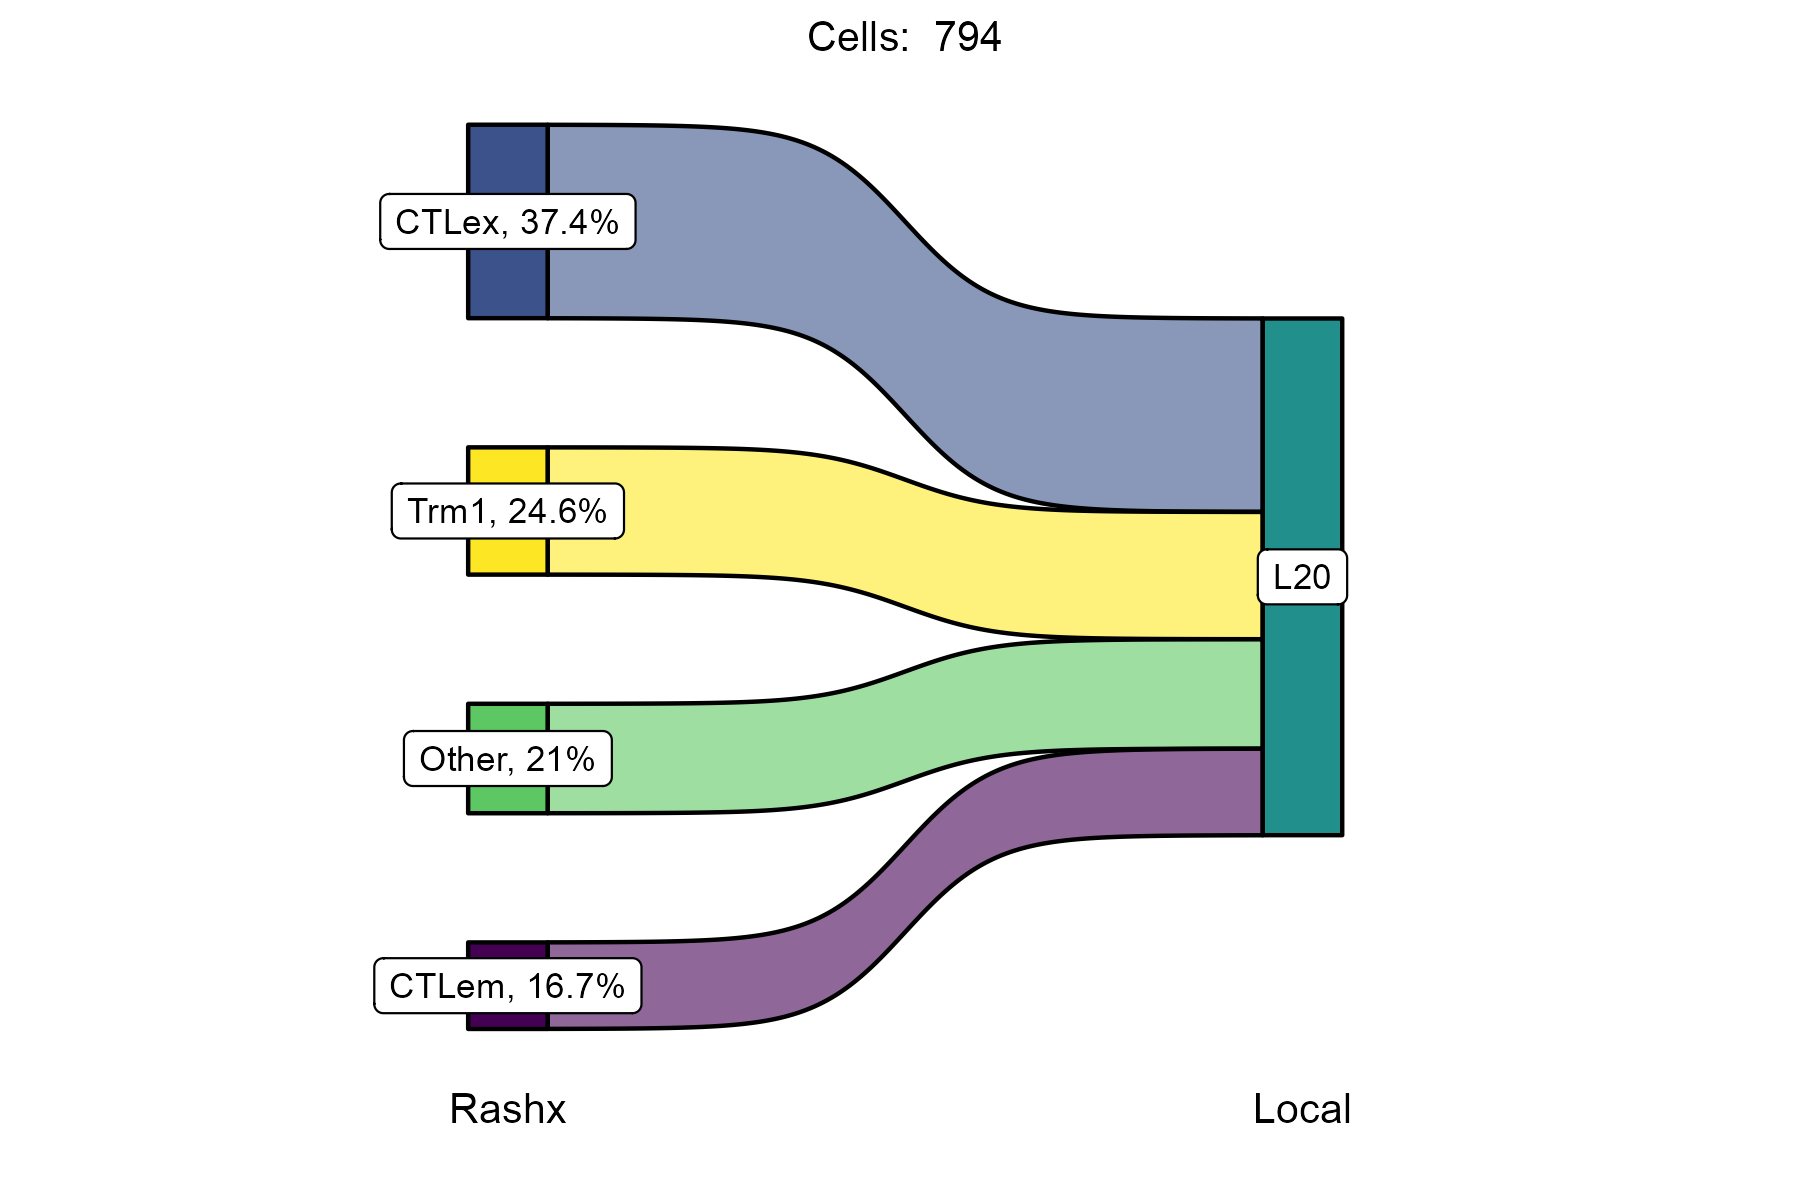 Cells:  794
CTLex, 37.4%
Trm1, 24.6%
L20
Other, 21%
CTLem, 16.7%
Rashx
Local